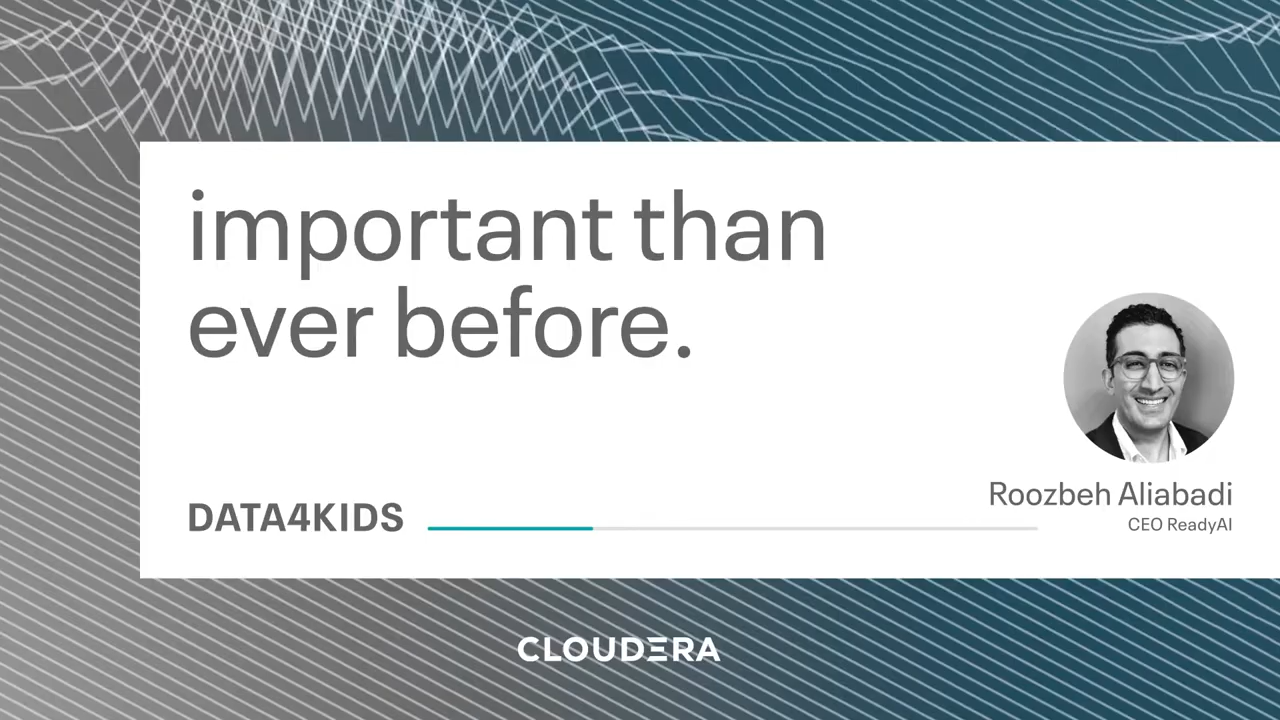 important than
ever before.
DATA4KIDS
Roozbeh Aliabadi
CEO ReadyAI
CLOUDERA